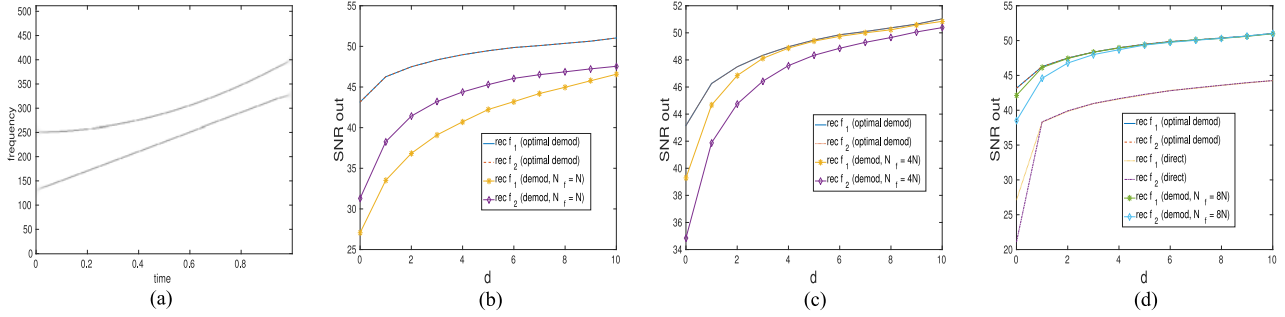 500
450
400
350
300
250
200
150
100
50
0
frequency
0
0.2
0.4
0.6
0.8
time
(a)
55
50
45
40
35
30
25
SNR out
0
2
4
6
8
10
d
rec f1 (optimal demod)
rec f2 (optimal demod)
rec f1 (demod, Nf = N)
rec f2 (demod, Nf = N)
(b)
52
50
48
46
44
42
40
38
36
34
SNR out
0
2
4
6
8
10
d
rec f1 (optimal demod)
rec f2 (optimal demod)
rec f1 (demod, Nf = 4N)
rec f2 (demod, Nf = 4N)
(c)
55
50
45
40
35
30
25
20
SNR out
0
2
4
6
8
10
d
rec f1 (optimal demod)
rec f2 (optimal demod)
rec f1 (direct)
rec f2 (direct)
rec f1 (demod, Nf = 8N)
rec f2 (demod, Nf = 8N)
(d)